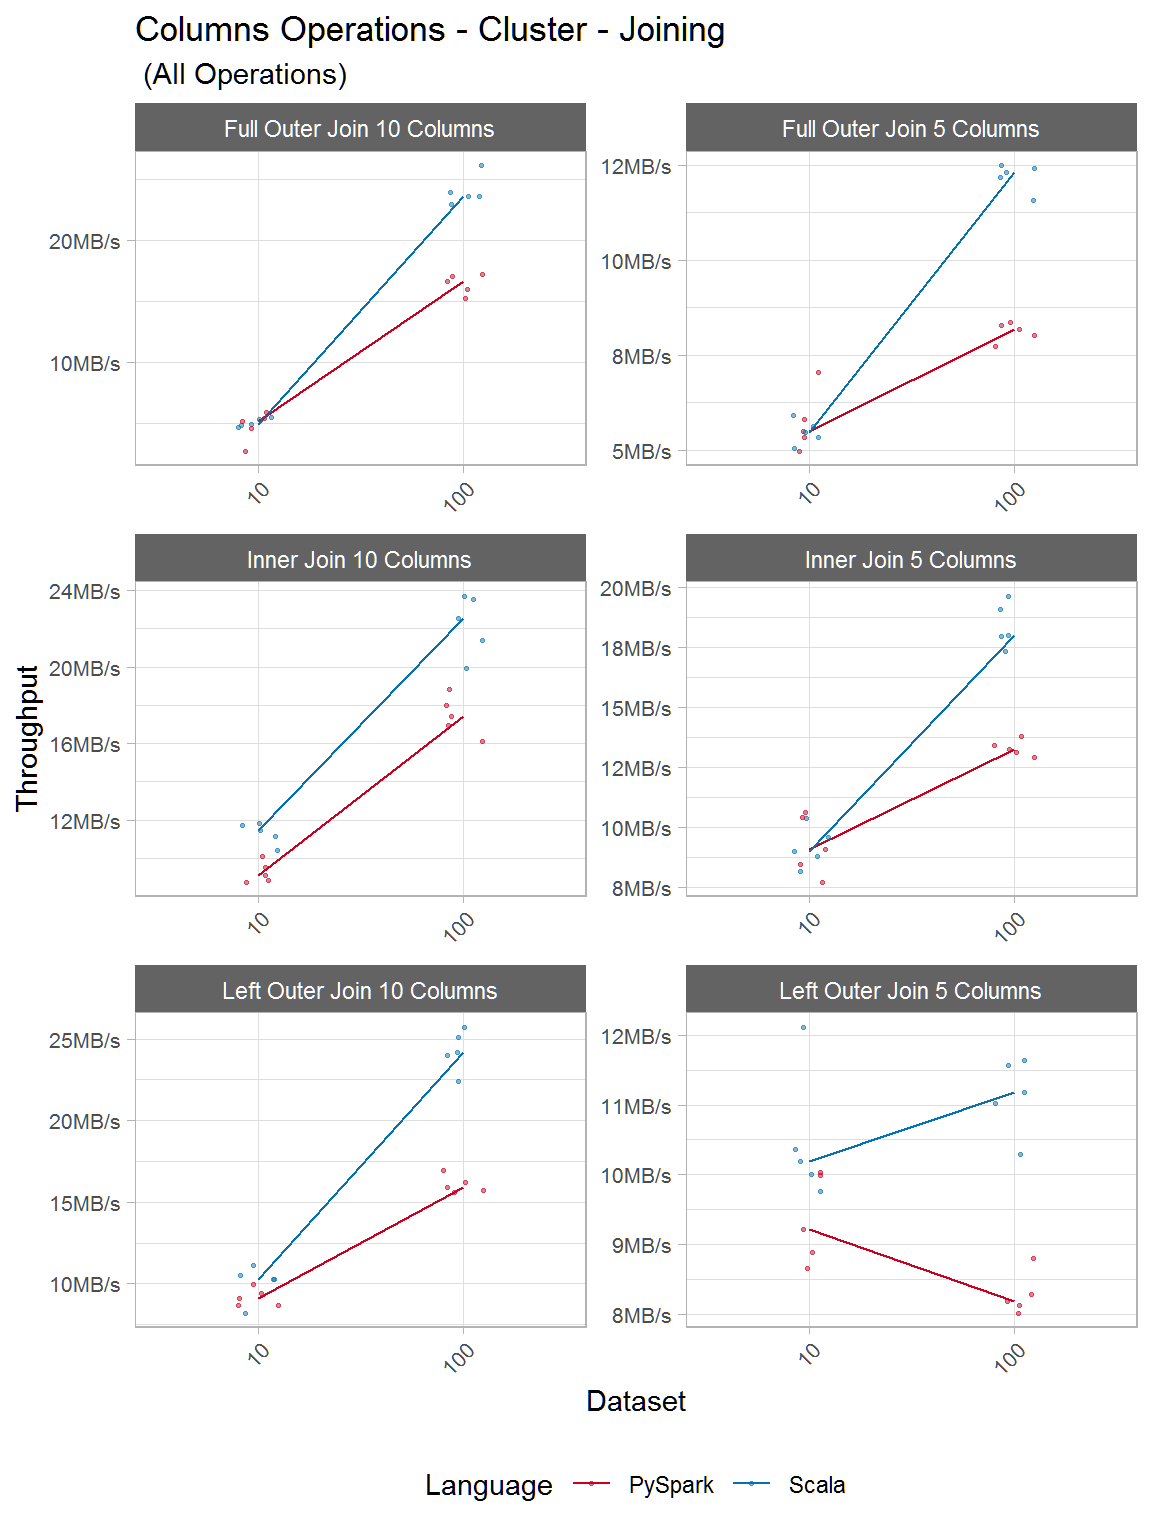 Columns Operations - Cluster - Joining
(All Operations)
Full Outer Join 10 Columns
20MB/s
10MB/s
10
100
Full Outer Join 5 Columns
12MB/s
10MB/s
8MB/s
5MB/s
10
100
Throughput
Inner Join 10 Columns
24MB/s
20MB/s
16MB/s
12MB/s
10
100
Inner Join 5 Columns
20MB/s
18MB/s
15MB/s
12MB/s
10MB/s
8MB/s
10
100
Left Outer Join 10 Columns
25MB/s
20MB/s
15MB/s
10MB/s
10
100
Left Outer Join 5 Columns
12MB/s
11MB/s
10MB/s
9MB/s
8MB/s
10
100
Dataset
Language PySpark Scala